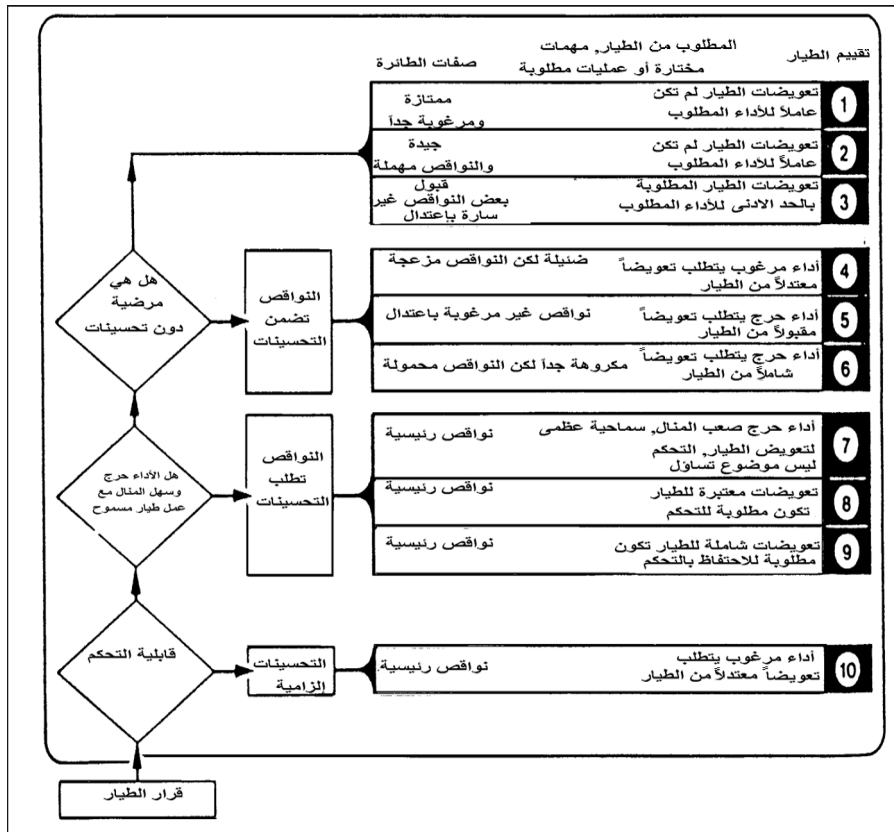 تقييم الطيار
المطلوب من الطيار, مهمات
مختارة أو عمليات مطلوبة
صفات الطائرة
1
تعويضات الطيار لم تكن
عاملاً للأداء المطلوب
ممتازة
ومرغوبة جداً
2
تعويضات الطيار لم تكن
عاملاً للأداء المطلوب
جيدة
والنواقص مهملة
3
تعويضات الطيار المطلوبة
بالحد الادنى للأداء المطلوب
قبول
بعض النواقص غير
سارة بإعتدال
4
أداء مرغوب يتطلب تعويضاً
معتدلاً من الطيار
ضئيلة لكن النواقص مزعجة
5
أداء حرج يتطلب تعويضاً
مقبولاً من الطيار
نواقص غير مرغوبة باعتدال
6
أداء حرج يتطلب تعويضاً
شاملاً من الطيار
مكروهة جداً لكن النواقص محمولة
النواقص
تضمن
التحسينات
هل هي
مرضية
دون تحسينات
7
أداء حرج صعب المنال, سماحية عظمى
لتعويض الطيار, التحكم
ليس موضوع تساؤل
نواقص رئيسية
8
تعويضات معتبرة للطيار
تكون مطلوبة للتحكم
نواقص رئيسية
9
تعويضات شاملة للطيار تكون
مطلوبة للاحتفاظ بالتحكم
نواقص رئيسية
النواقص
تطلب
التحسينات
هل الأداء حرج
وسهل المنال مع
عمل طيار مسموح
10
أداء مرغوب يتطلب
تعويضاً معتدلاً من الطيار
نواقص رئيسية
التحسينات
إلزامية
قابلية التحكم
قرار الطيار